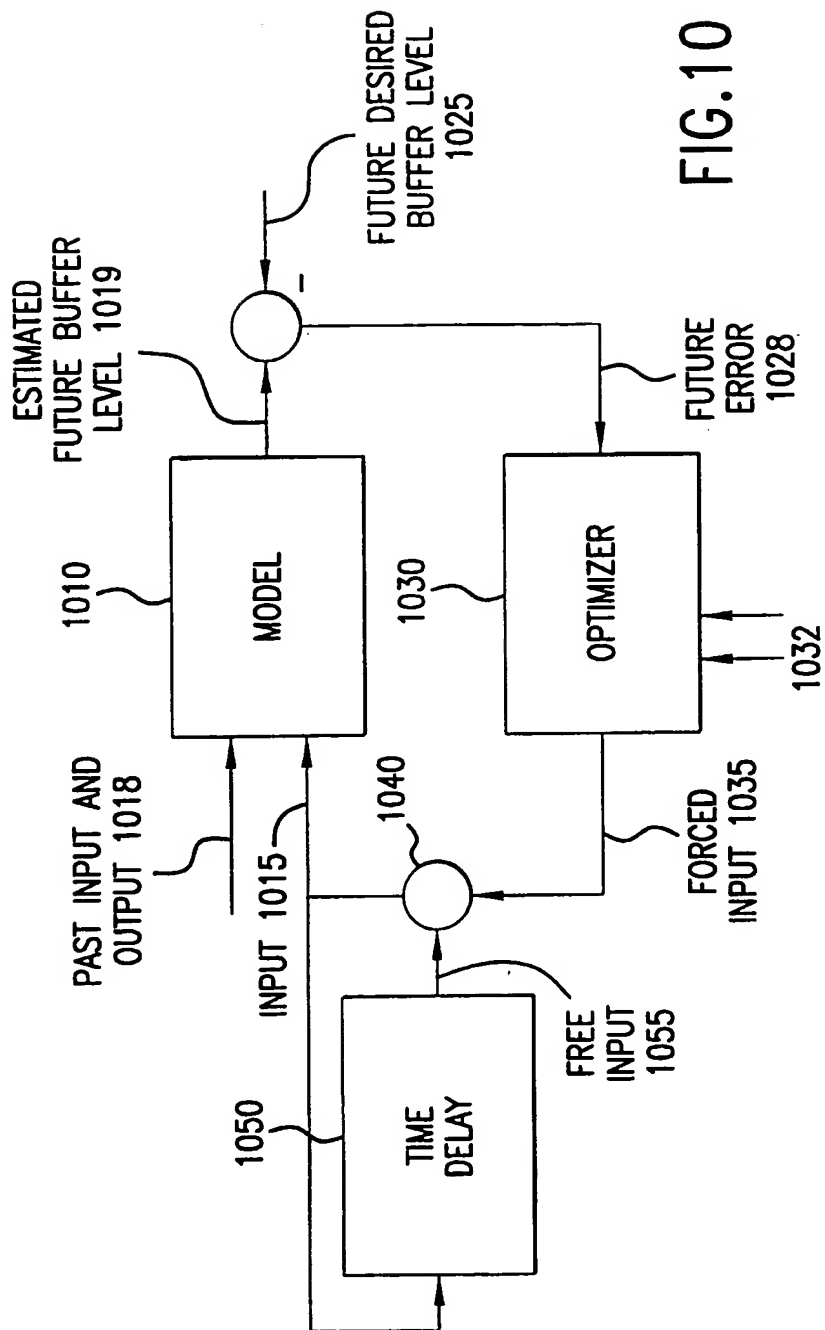 PAST INPUT AND
OUTPUT 1018
1010
MODEL
ESTIMATED
FUTURE BUFFER
LEVEL 1019
FUTURE DESIRED
BUFFER LEVEL
1025
-
INPUT 1015
1040
1050
TIME
DELAY
FREE
INPUT
1055
FORCED
INPUT 1035
1030
OPTIMIZER
1032
FUTURE
ERROR
1028
FIG.10